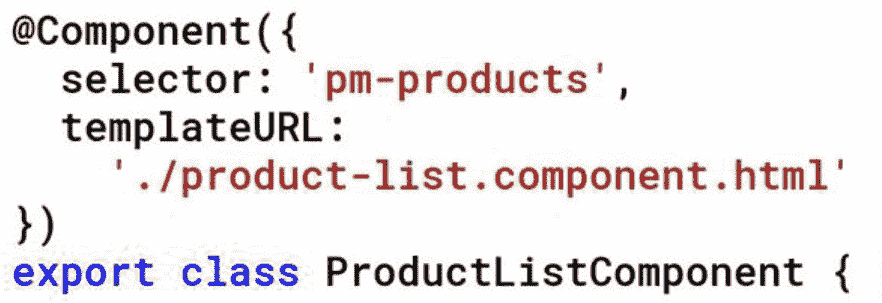 @Component({
selector: 'pm-products',
templateURL:
'./product-list.component.html'
})
export class ProductListComponent {